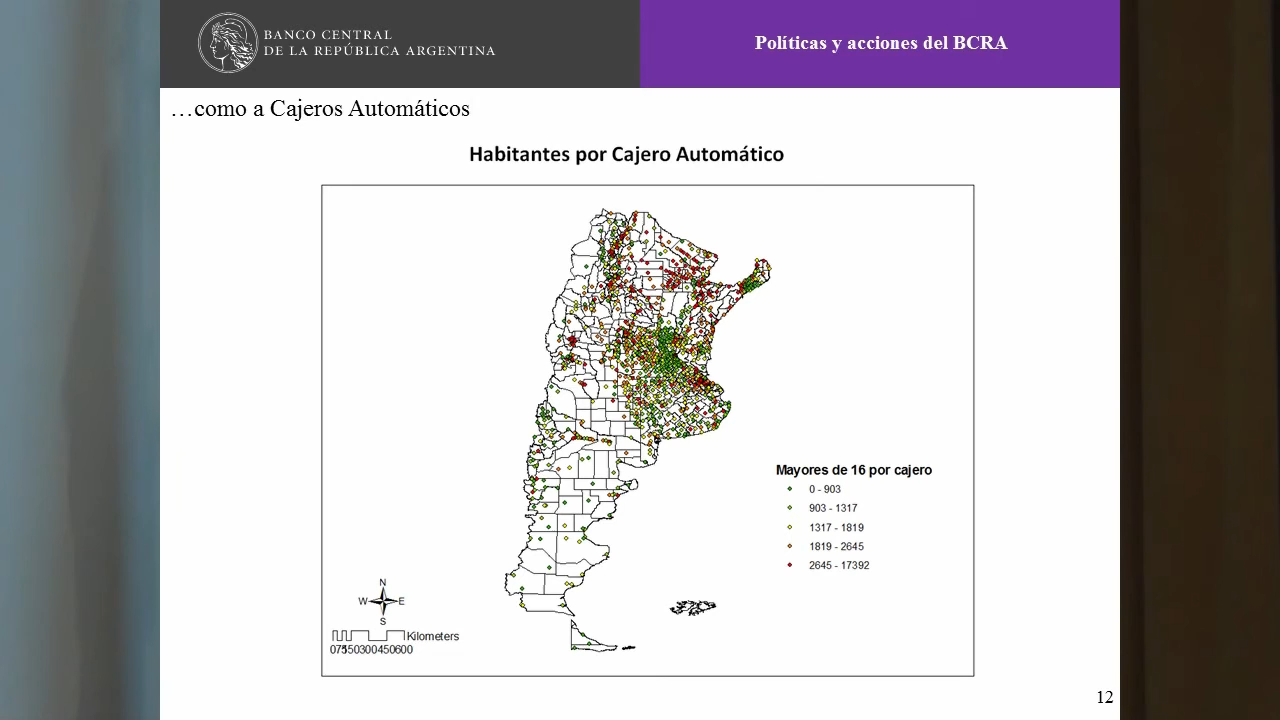 BANCO CENTRAL
DE LA REPÚBLICA ARGENTINA
Políticas y acciones del BCRA
…como a Cajeros Automáticos
Habitantes por Cajero Automático
Mayores de 16 por cajero
0 - 903
903 - 1317
1317 - 1819
1819 - 2645
2645 - 17392
N
W E
S
Kilometers
075150300450600
12